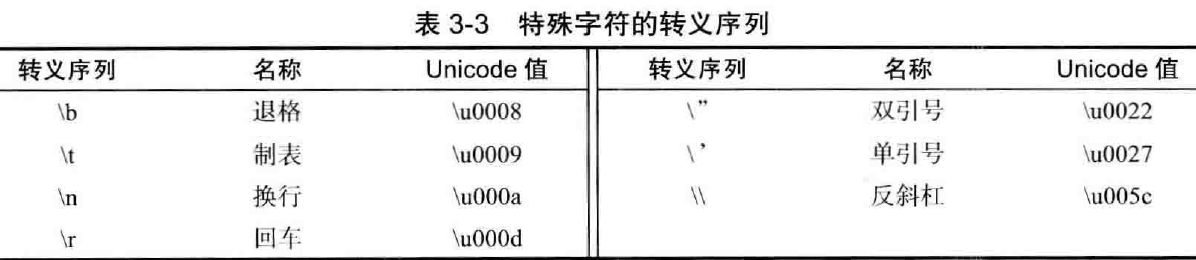 表 3-3 特殊字符的转义序列
转义序列 名称 Unicode 值 转义序列 名称 Unicode 值
\b 退格 \u0008 \” 双引号 \u0022
\t 制表 \u0009 \’ 单引号 \u0027
\n 换行 \u000a \\ 反斜杠 \u005c
\r 回车 \u000d